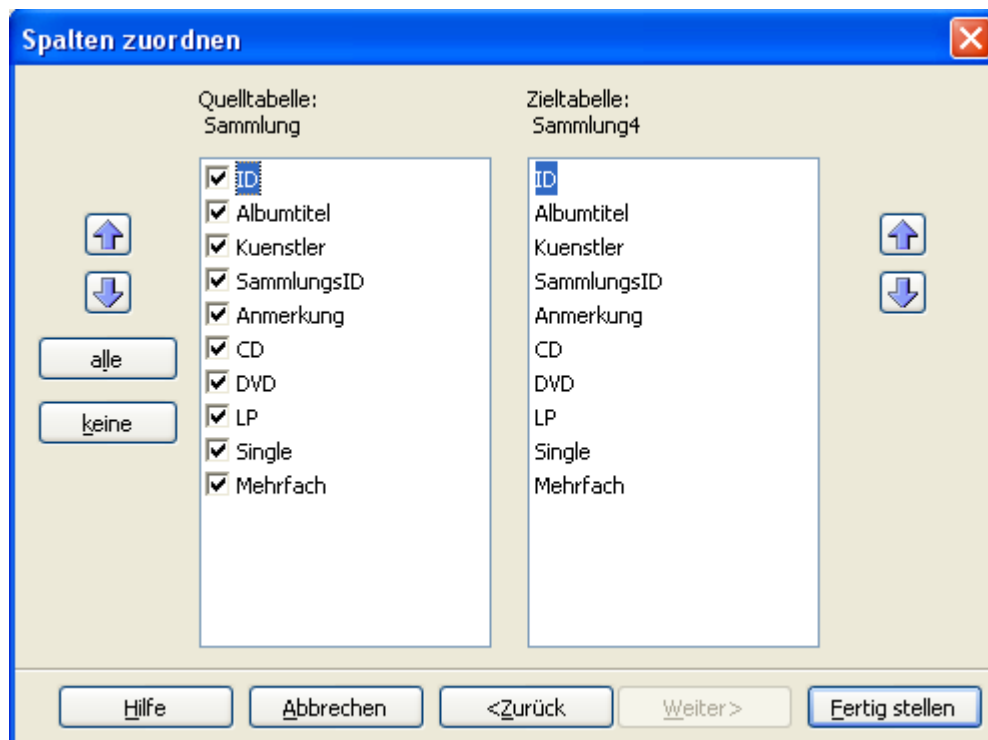 Spalten zuordnen
Quelltabelle:
Sammlung
Zieltabelle:
Sammlung4
ID
Albumtitel
Kuenstler
SammlungsID
Anmerkung
CD
DVD
LP
Single
Mehrfach
ID
Albumtitel
Kuenstler
SammlungsID
Anmerkung
CD
DVD
LP
Single
Mehrfach
alle
keine
Hilfe
Abbrechen
<Zurück
Weiter>
Fertig stellen